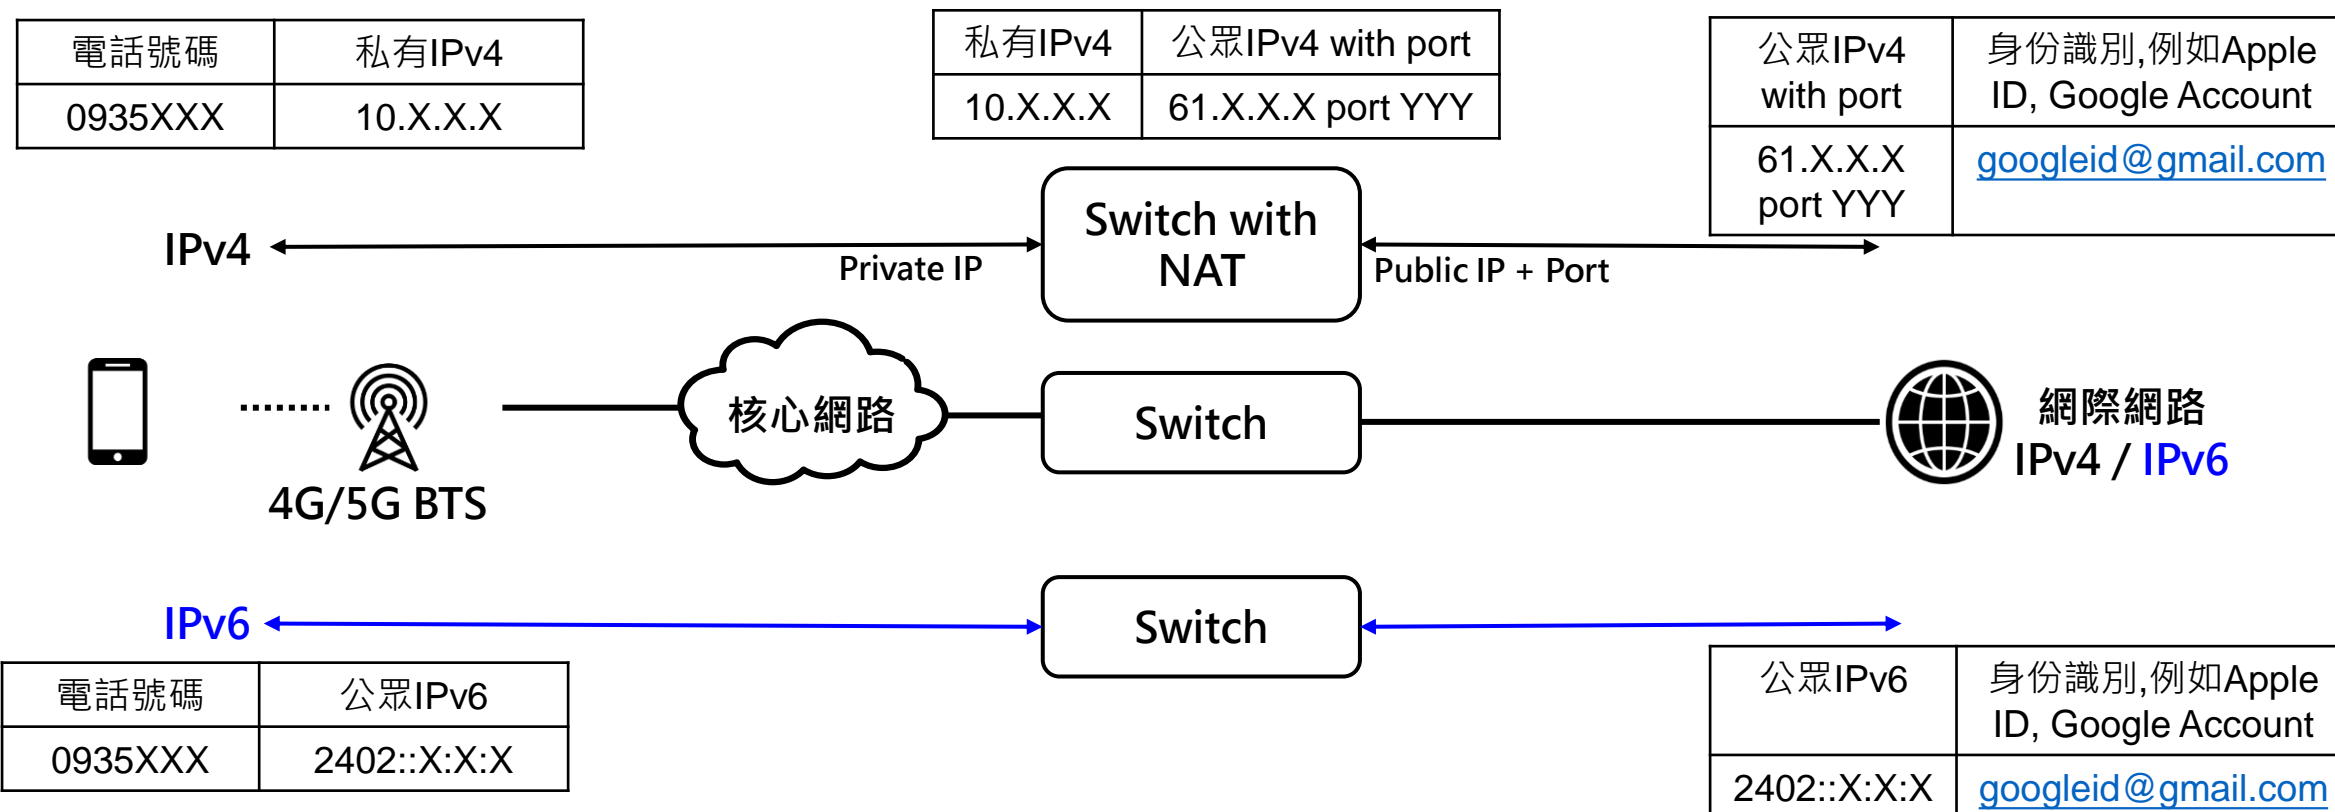 電話號碼 私有IPv4
0935XXX 10.X.X.X
私有IPv4 公眾IPv4 with port
10.X.X.X 61.X.X.X port YYY
公眾IPv4
with port
身份識別,例如Apple
ID, Google Account
61.X.X.X
port YYY
googleid@gmail.com
IPv4
Private IP
Switch with
NAT
Public IP + Port
4G/5G BTS
核心網路
Switch
網際網路
IPv4 / IPv6
IPv6
Switch
電話號碼 公眾IPv6
0935XXX 2402::X:X:X
公眾IPv6
身份識別,例如Apple
ID, Google Account
2402::X:X:X googleid@gmail.com